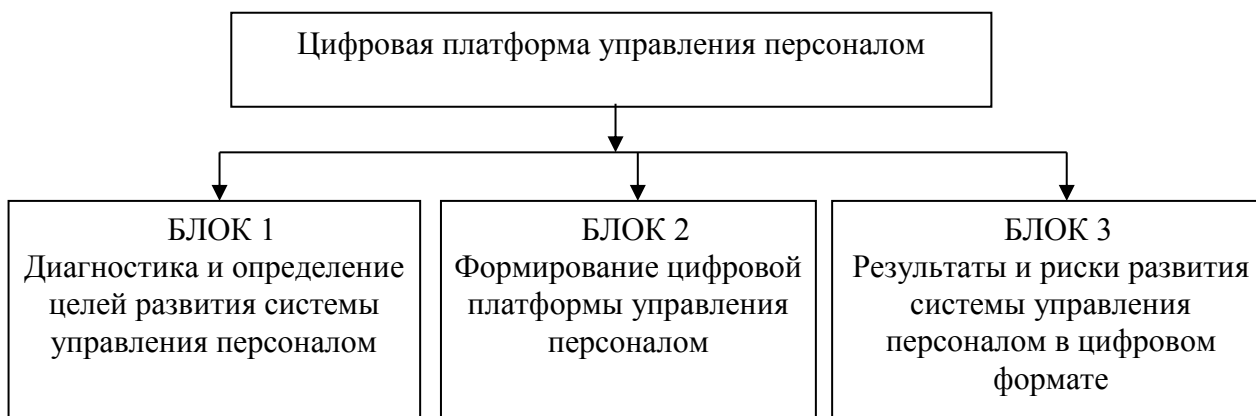 Цифровая платформа управления персоналом
БЛОК 1
Диагностика и определение
целей развития системы
управления персоналом
БЛОК 2
Формирование цифровой
платформы управления
персоналом
БЛОК 3
Результаты и риски развития
системы управления
персоналом в цифровом
формате